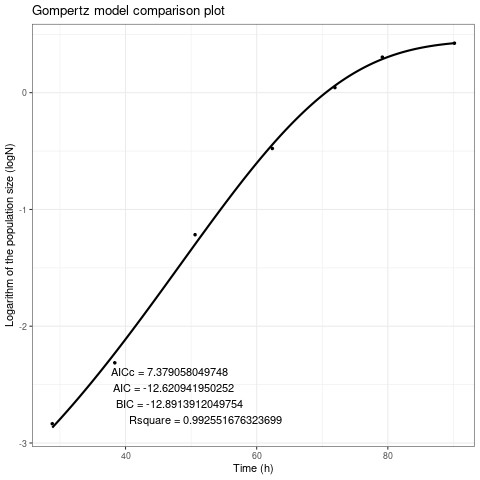 Gompertz model comparison plot
Logarithm of the population size (logN)
0
-1
-2
-3
AICc = 7.379058049748
AIC = -12.620941950252
BIC = -12.8913912049754
Rsquare = 0.992551676323699
40
60
80
Time (h)